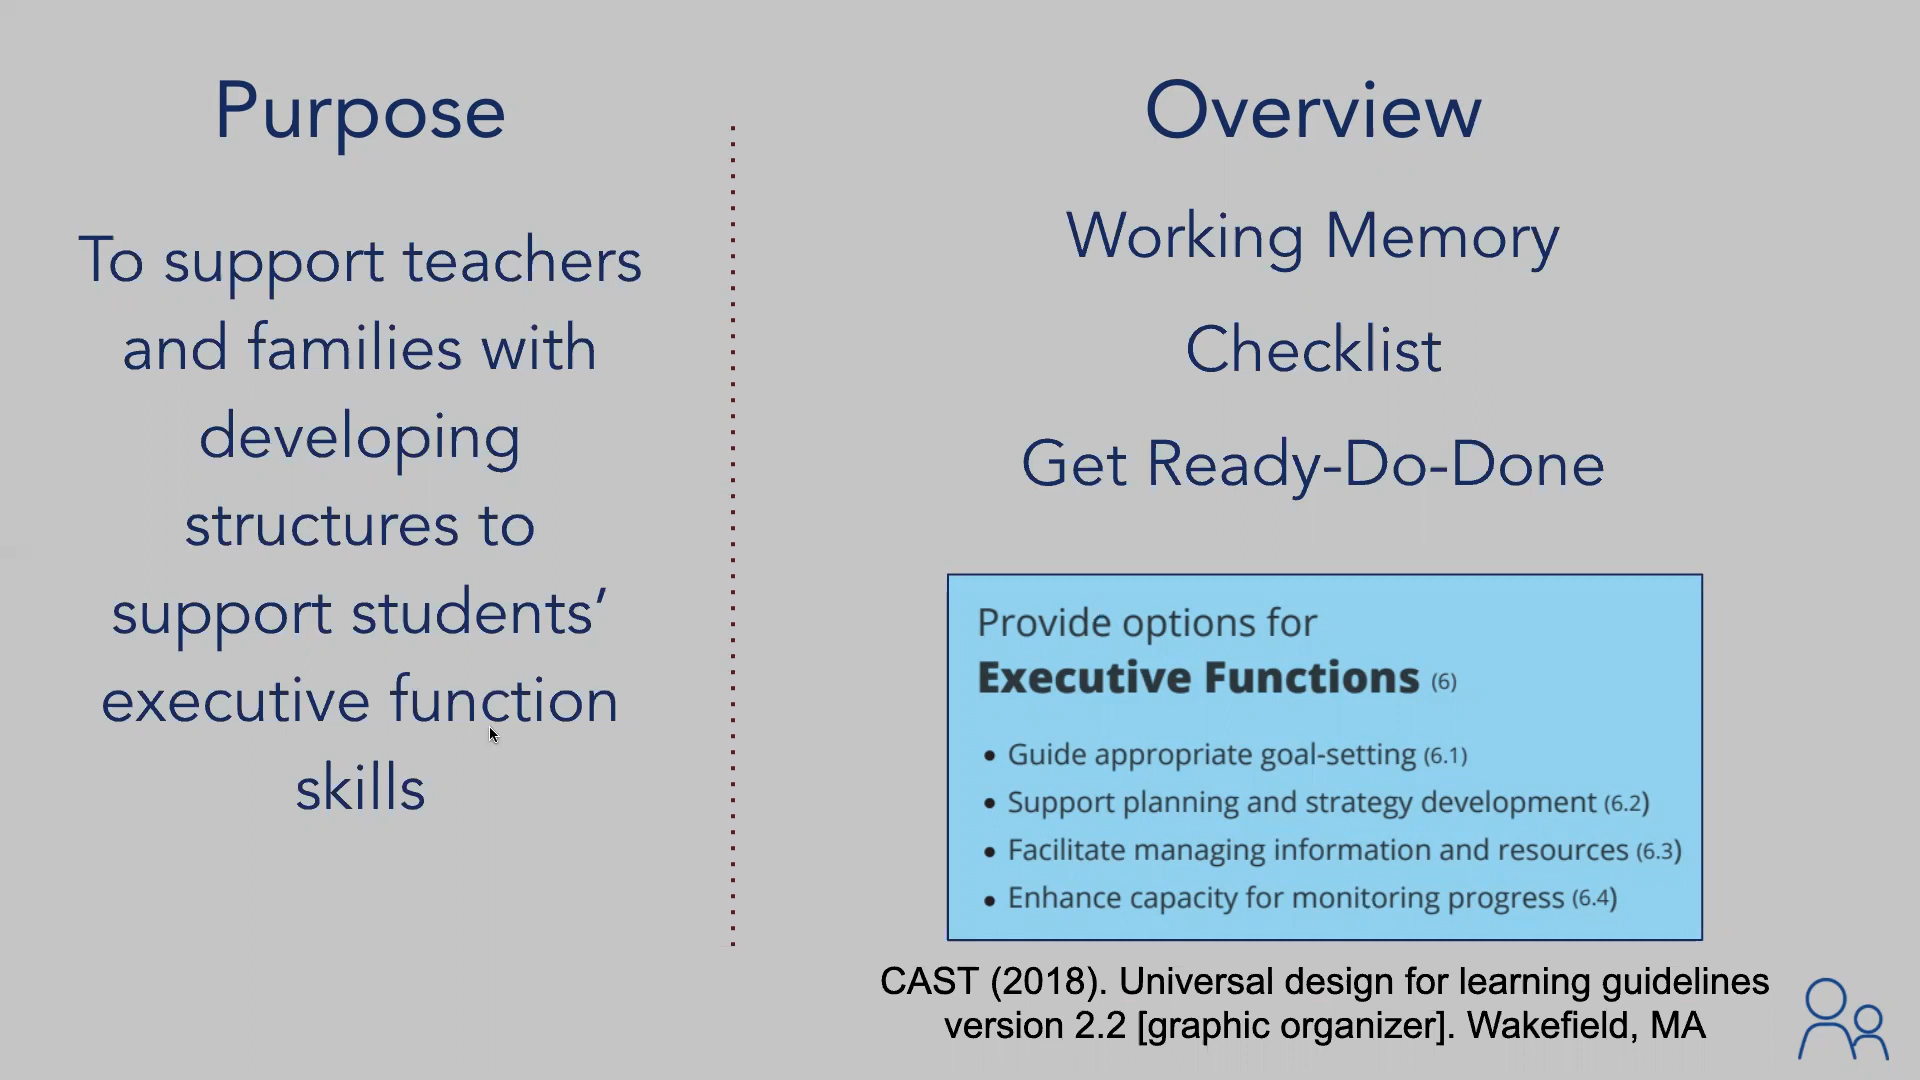 Purpose
To support teachers
and families with
developing
structures to
support students’
executive function
skills
Overview
Working Memory
Checklist
Get Ready-Do-Done
Provide options for
Executive Functions (6)
• Guide appropriate goal-setting (6.1)
• Support planning and strategy development (6.2)
• Facilitate managing information and resources (6.3)
• Enhance capacity for monitoring progress (6.4)
CAST (2018). Universal design for learning guidelines
version 2.2 [graphic organizer]. Wakefield, MA